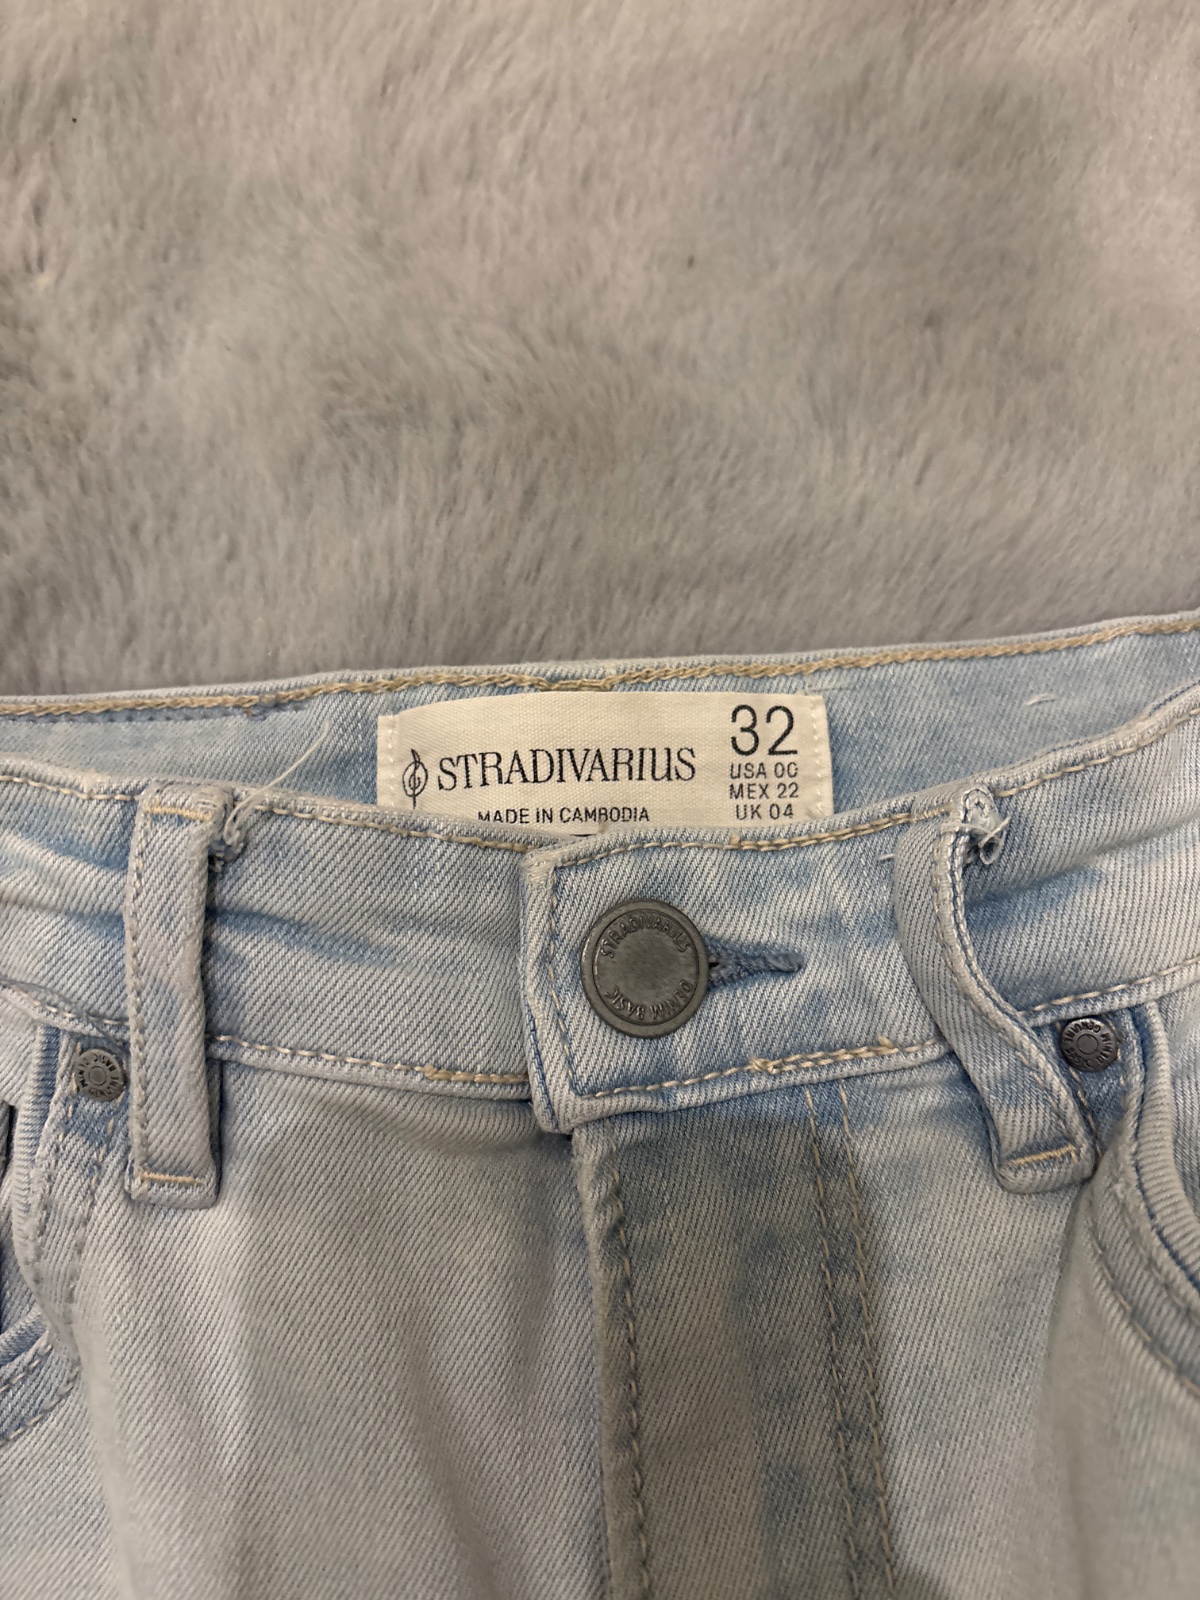 STRADIVARIUS
MADE IN CAMBODIA
32
USA 00
MEX 22
UK 04
STRADIVARIUS
DENIM BASIC